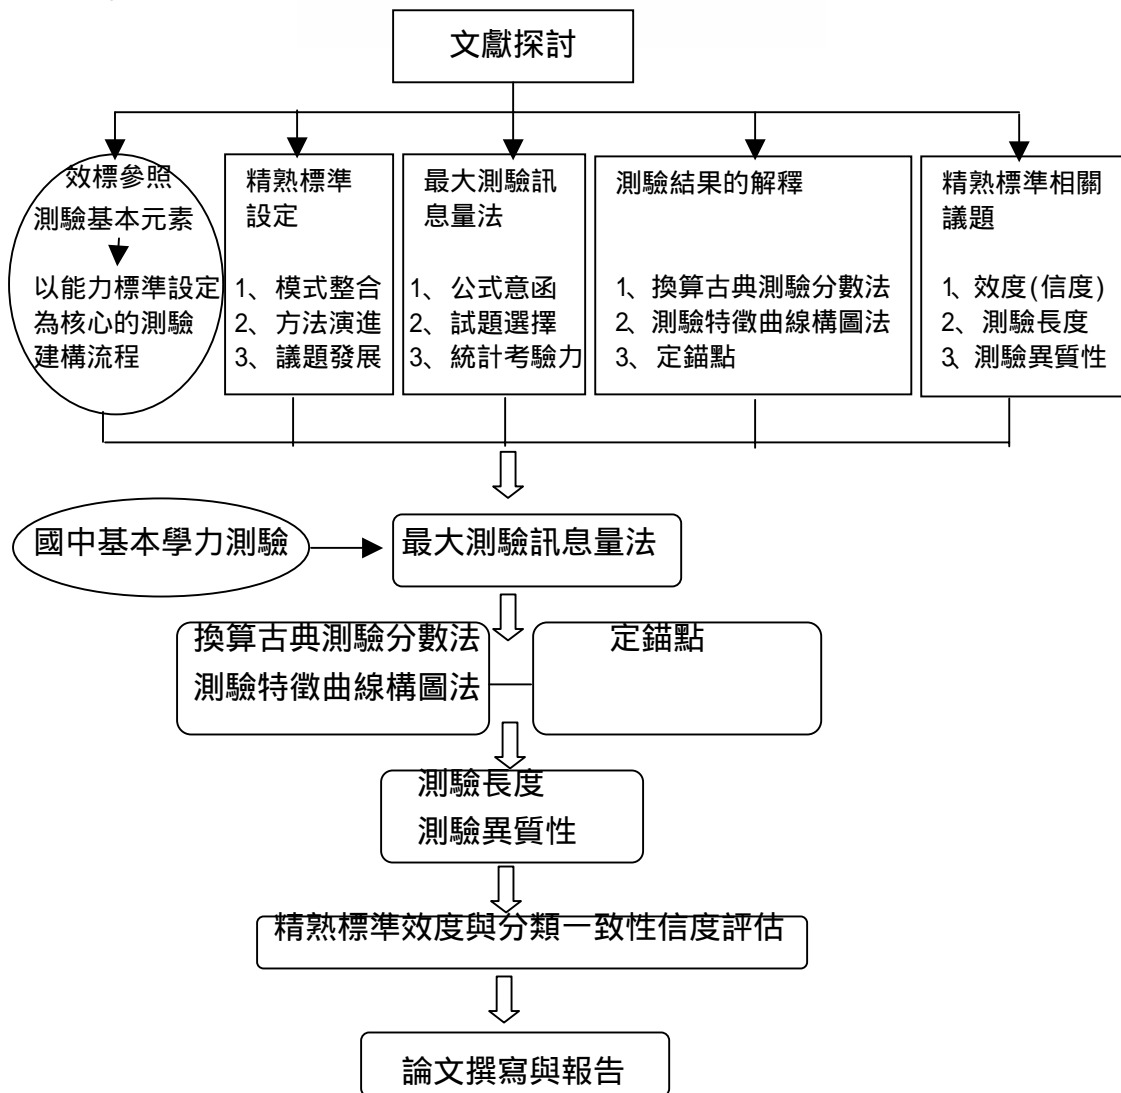 文獻探討
效標參照
測驗基本元素
以能力標準設定
為核心的測驗
建構流程
精熟標準
設定
1、模式整合
2、方法演進
3、議題發展
最大測驗訊
息量法
1、公式意函
2、試題選擇
3、統計考驗力
測驗結果的解釋
1、換算古典測驗分數法
2、測驗特徵曲線構圖法
3、定錨點
精熟標準相關
議題
1、效度(信度)
2、測驗長度
3、測驗異質性
國中基本學力測驗
最大測驗訊息量法
換算古典測驗分數法
測驗特徵曲線構圖法
定錨點
測驗長度
測驗異質性
精熟標準效度與分類一致性信度評估
論文撰寫與報告